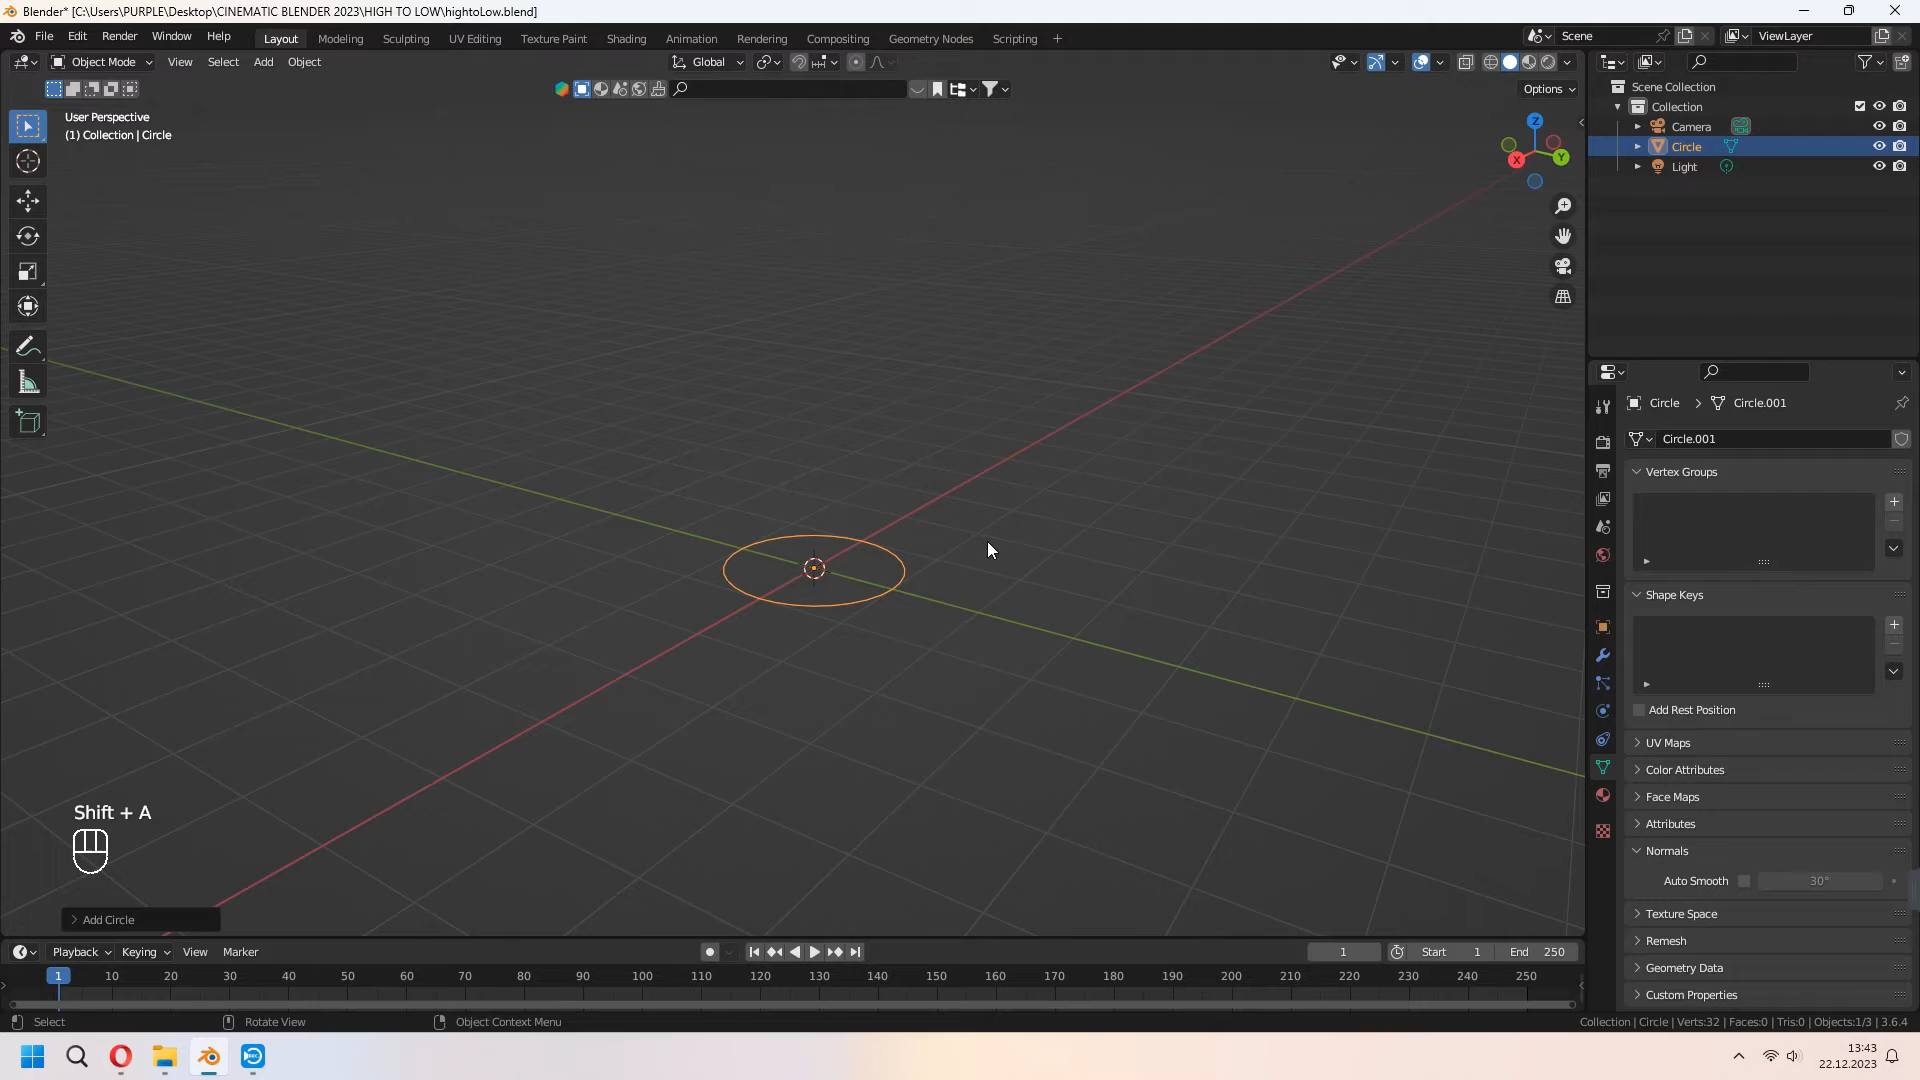 Blender* [C:\Users\PURPLE\Desktop\CINEMATIC BLENDER 2023\HIGH TO LOW\hightoLow.blend]
File Edit Render Window Help Layout Modeling Sculpting UV Editing Texture Paint Shading Animation Rendering Compositing Geometry Nodes Scripting + Scene ViewLayer
Object Mode View Select Add Object Global
Options
User Perspective
(1) Collection | Circle
Z
X
Y
Scene Collection
Collection
Camera
Circle
Light
Circle > Circle.001
Circle.001
Vertex Groups
Shape Keys
Add Rest Position
UV Maps
Color Attributes
Face Maps
Attributes
Normals
Auto Smooth 30°
Texture Space
Remesh
Geometry Data
Custom Properties
Shift + A
Add Circle
Playback Keying View Marker 1 Start 1 End 250
1 10 20 30 40 50 60 70 80 90 100 110 120 130 140 150 160 170 180 190 200 210 220 230 240 250
Select Rotate View Object Context Menu Collection | Circle | Verts:32 | Faces:0 | Tris:0 | Objects:1/3 | 3.6.4
13:43
22.12.2023